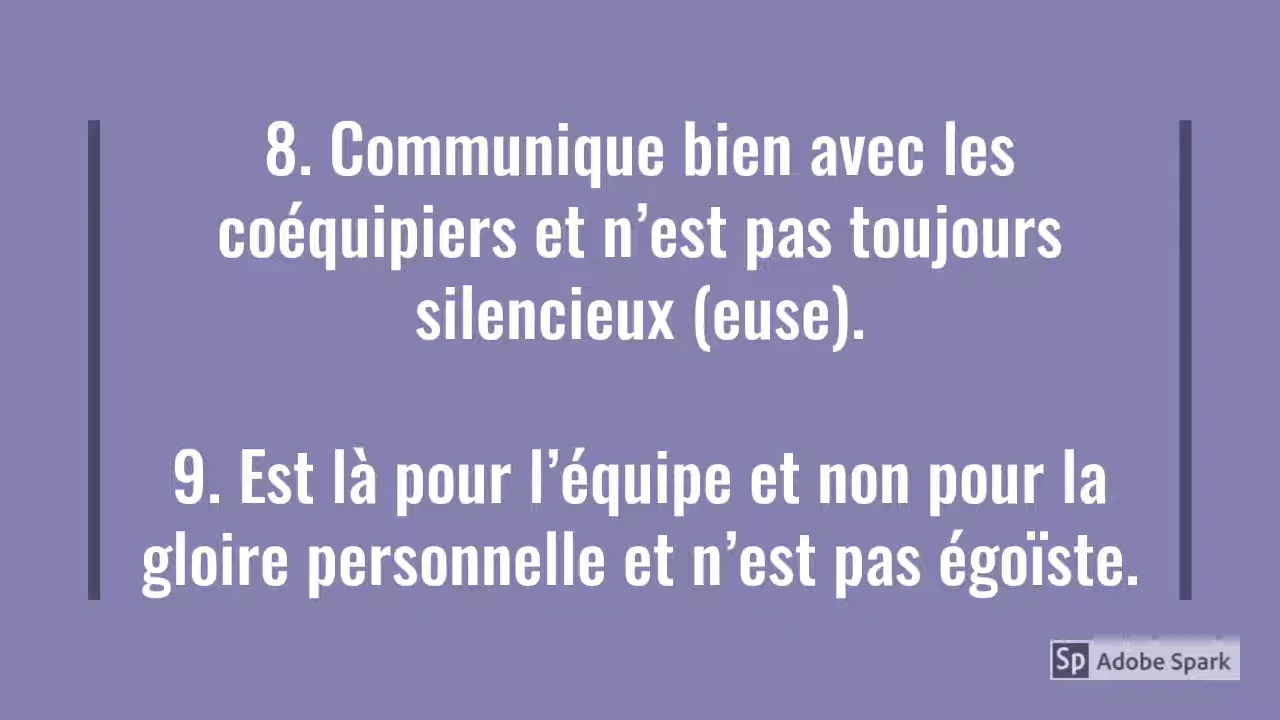 8. Communique bien avec les
coéquipiers et n’est pas toujours
silencieux (euse).
9. Est là pour l’équipe et non pour la
gloire personnelle et n’est pas égoïste.
Sp Adobe Spark